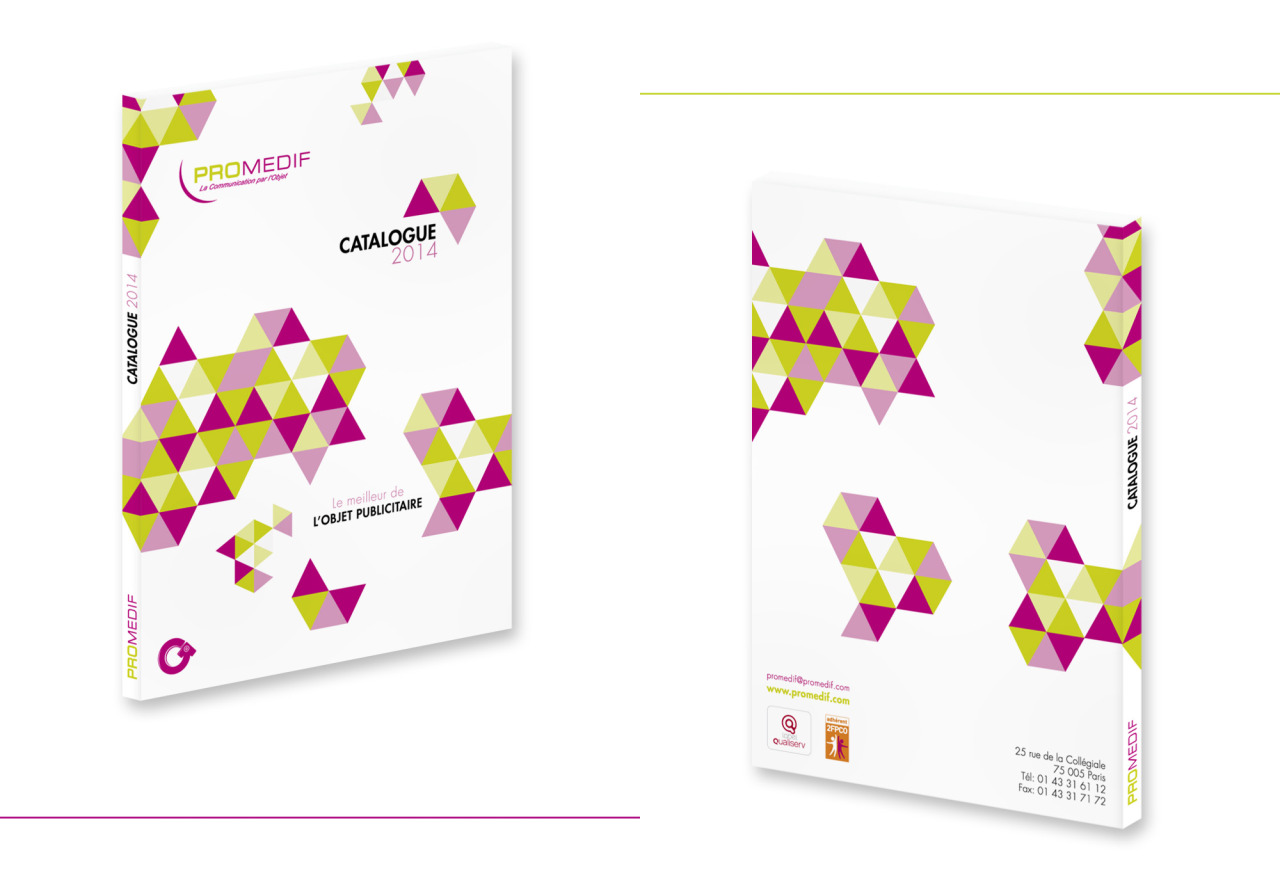 PROMEDIF
La Communication par l'Objet
CATALOGUE
2014
Le meilleur de
L'OBJET PUBLICITAIRE
CATALOGUE 2014
PROMEDIF
promedif@promedif.com
www.promedif.com
Qualiserv
adhérent
2FPCO
25 rue de la Collégiale
75 005 Paris
Tél: 01 43 31 61 12
Fax: 01 43 31 71 72
CATALOGUE 2014
PROMEDIF